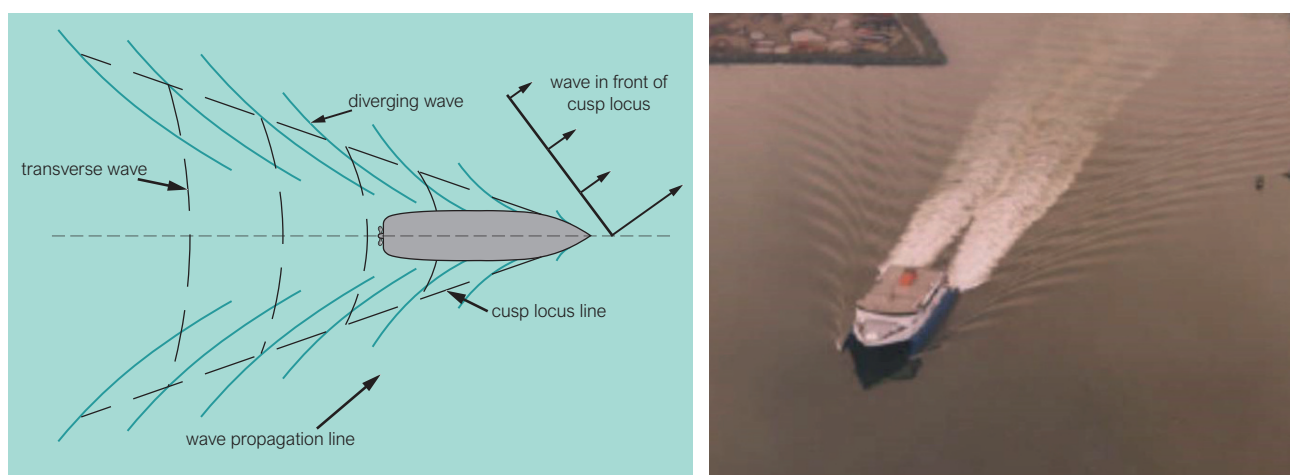 wave in front of
cusp locus
diverging wave
transverse wave
cusp locus line
wave propagation line